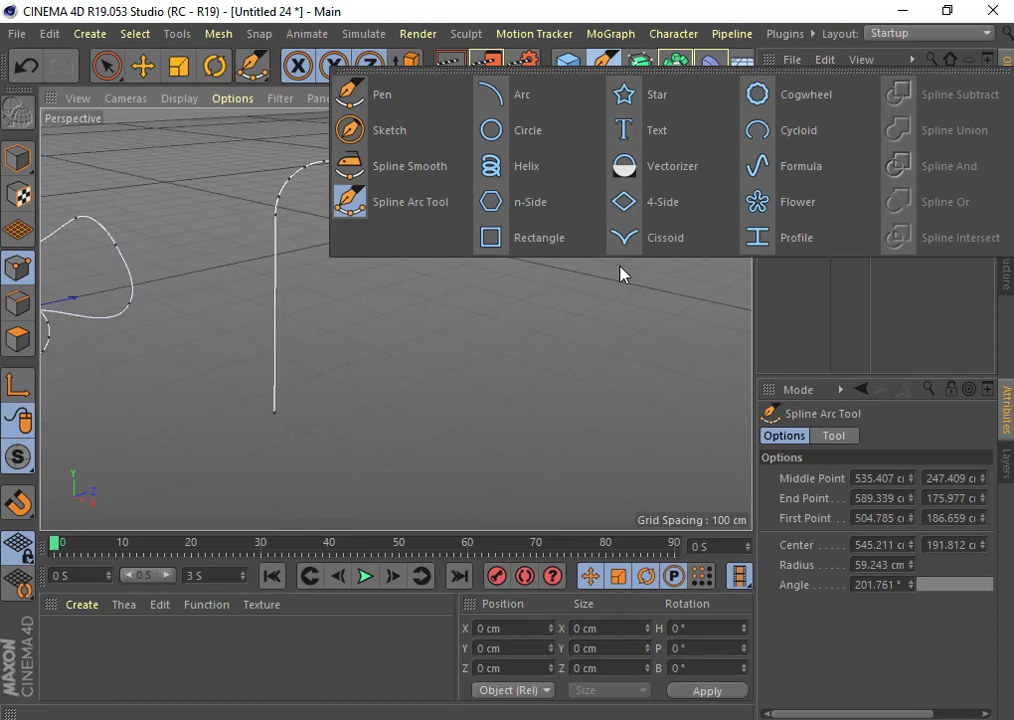 CINEMA 4D R19.053 Studio (RC - R19) - [Untitled 24 *] - Main
File Edit Create Select Tools Mesh Snap Animate Simulate Render Sculpt Motion Tracker MoGraph Character Pipeline Plugins Layout: Startup
X Y Z File Edit View
View Cameras Display Options Filter
Perspective
Pen Arc Star Cogwheel Spline Subtract
Sketch Circle Text Cycloid Spline Union
Spline Smooth Helix Vectorizer Formula Spline And
Spline Arc Tool n-Side 4-Side Flower Spline Or
Rectangle Cissoid Profile Spline Intersect
Y
Z
X
Grid Spacing : 100 cm
Mode
Spline Arc Tool
Options Tool
Options
Middle Point 535.407 247.409
End Point . . . 589.339 175.977
First Point . . 504.785 186.659
Center . . . . . 545.211 191.812
Radius . . . . . 59.243 cm
Angle . . . . . . 201.761 °
Attributes
Layers
0 10 20 30 40 50 60 70 80 90 0 S
0 S 0 S 3 S
Create Thea Edit Function Texture
Position Size Rotation
X 0 cm X 0 cm H 0 °
Y 0 cm Y 0 cm P 0 °
Z 0 cm Z 0 cm B 0 °
Object (Rel) Size Apply
MAXON
CINEMA 4D